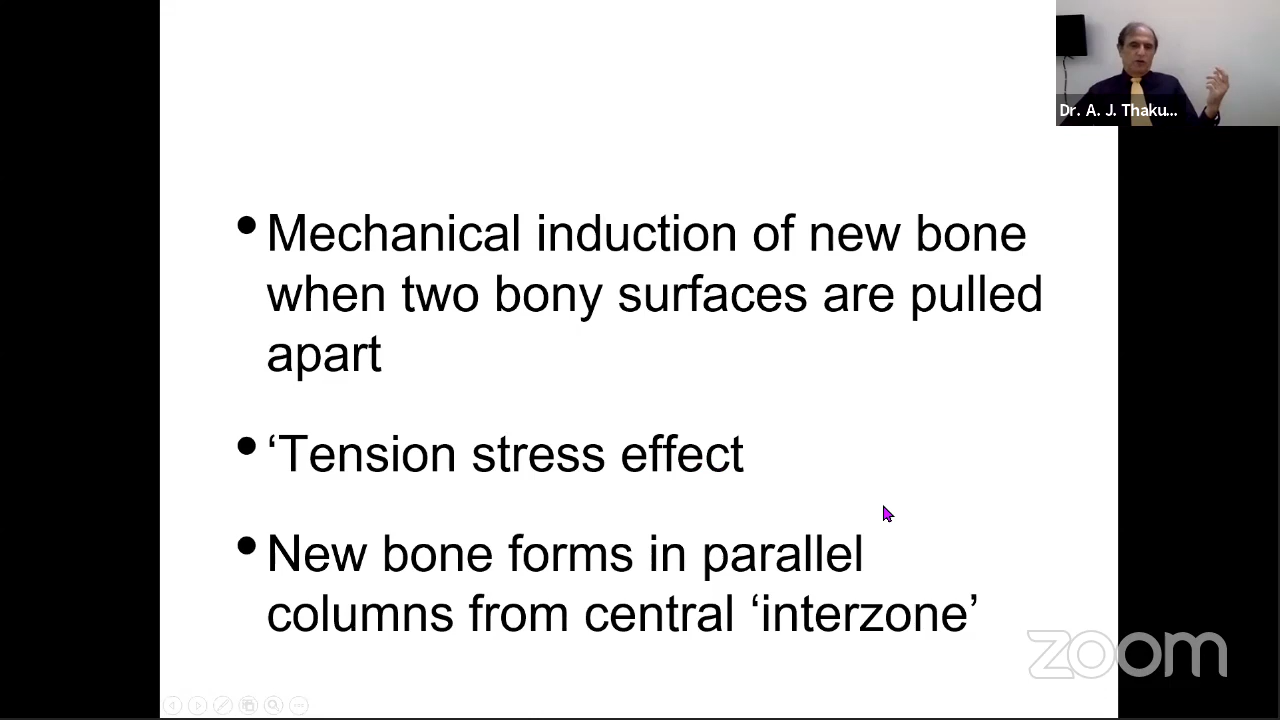 Dr. A. J. Thaku...
• Mechanical induction of new bone
when two bony surfaces are pulled
apart
• ‘Tension stress effect
• New bone forms in parallel
columns from central ‘interzone’
zoom